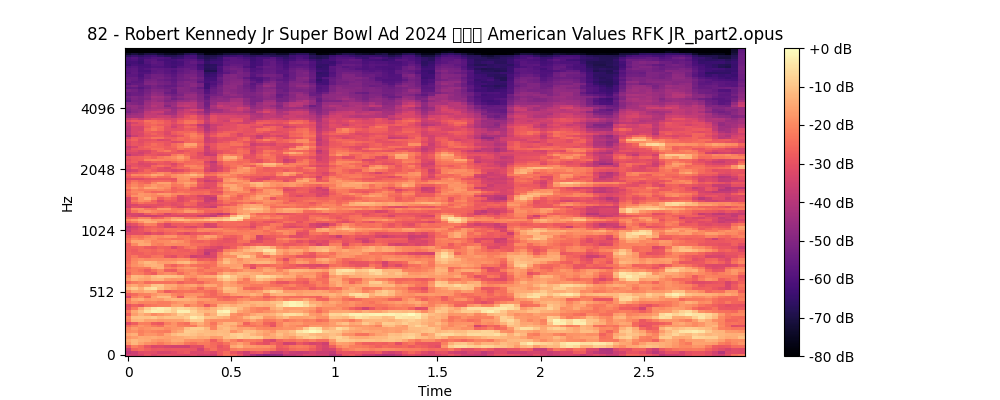 82 - Robert Kennedy Jr Super Bowl Ad 2024 American Values RFK JR_part2.opus
4096
2048
1024
512
0
Hz
0
0.5
1
1.5
2
2.5
Time
+0 dB
-10 dB
-20 dB
-30 dB
-40 dB
-50 dB
-60 dB
-70 dB
-80 dB